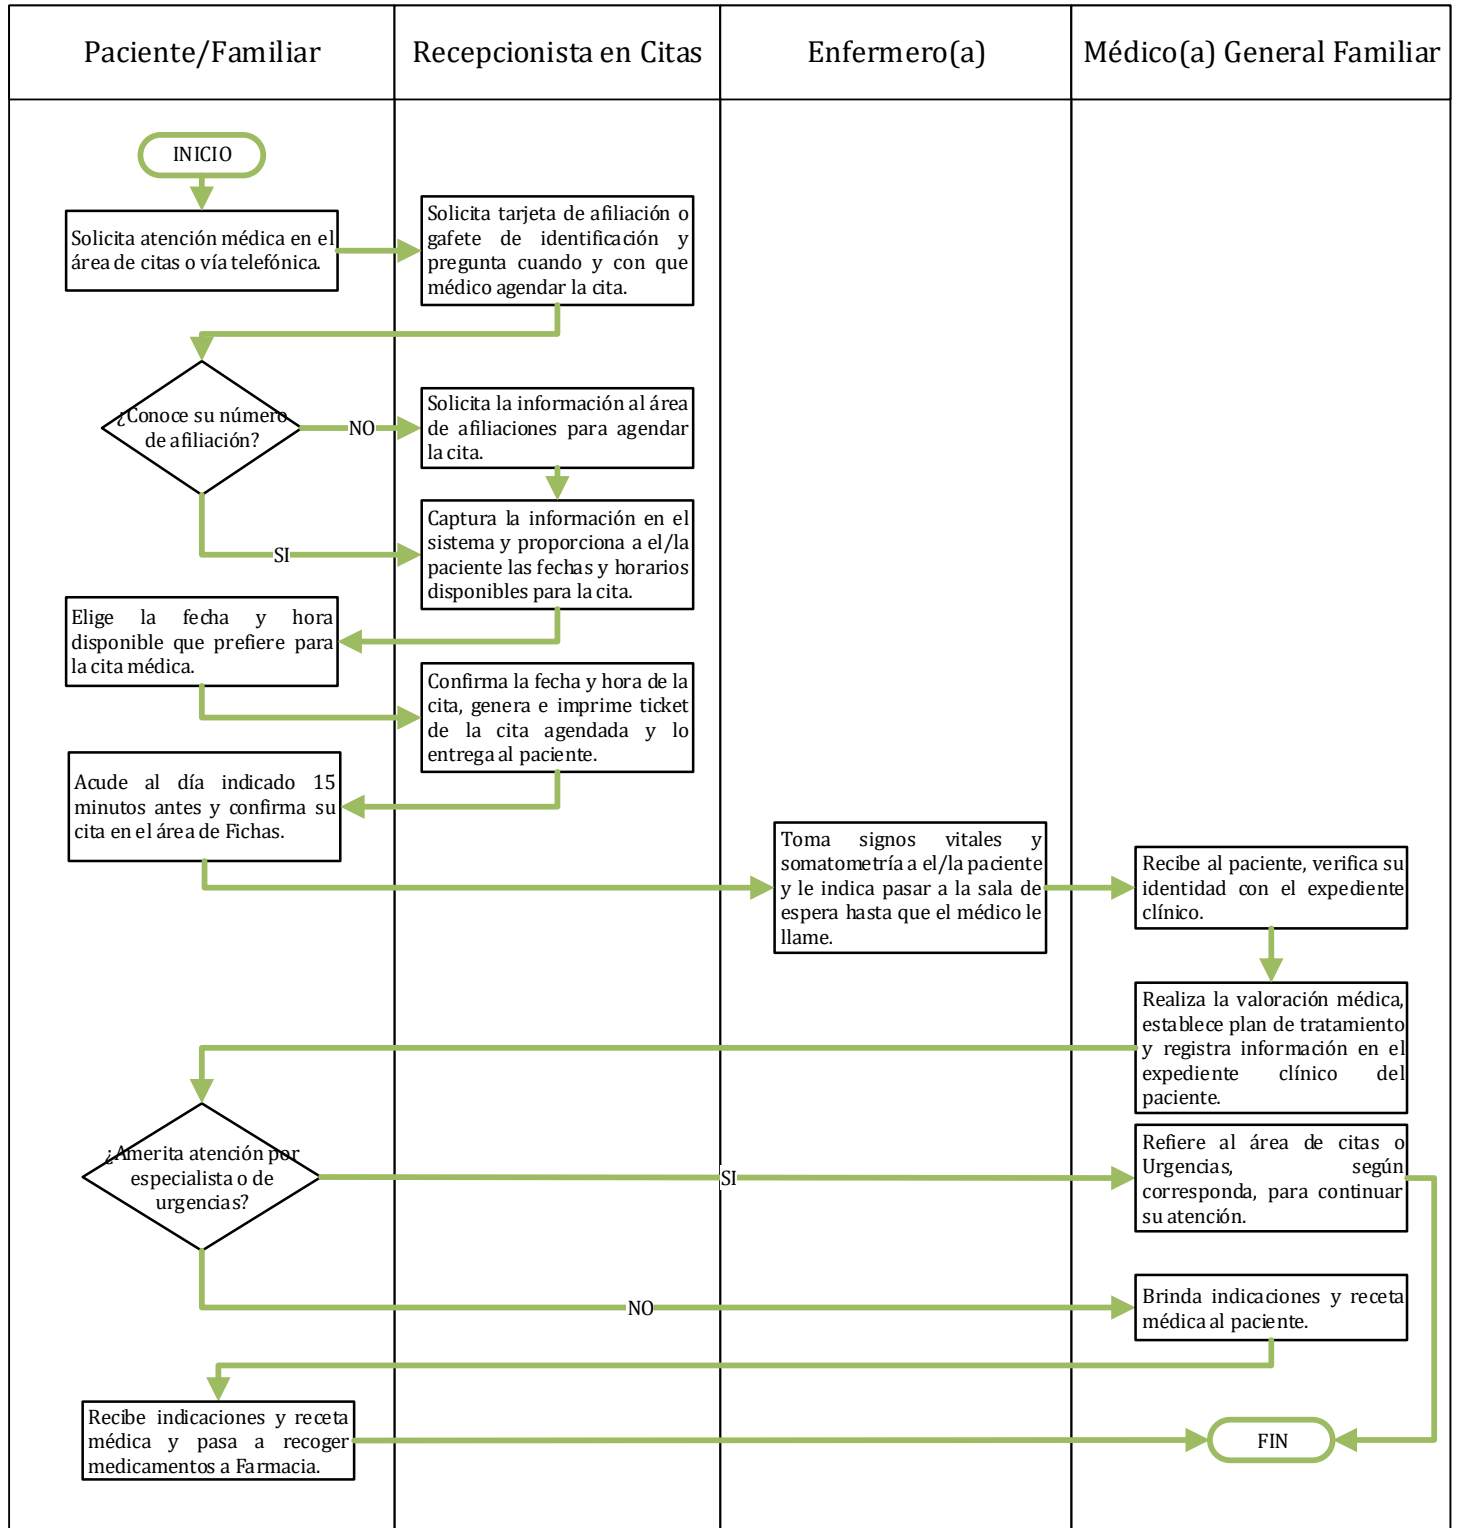 Paciente/Familiar
Recepcionista en Citas
Enfermero(a)
Médico(a) General Familiar
INICIO
Solicita atención médica en el
área de citas o vía telefónica.
Solicita tarjeta de afiliación o
gafete de identificación y
pregunta cuando y con que
médico agendar la cita.
¿Conoce su número
de afiliación?
NO
Solicita la información al área
de afiliaciones para agendar
la cita.
SI
Captura la información en el
sistema y proporciona a el/la
paciente las fechas y horarios
disponibles para la cita.
Elige la fecha y hora
disponible que prefiere para
la cita médica.
Confirma la fecha y hora de la
cita, genera e imprime ticket
de la cita agendada y lo
entrega al paciente.
Acude al día indicado 15
minutos antes y confirma su
cita en el área de Fichas.
Toma signos vitales y
somatometría a el/la paciente
y le indica pasar a la sala de
espera hasta que el médico le
llame.
Recibe al paciente, verifica su
identidad con el expediente
clínico.
Realiza la valoración médica,
establece plan de tratamiento
y registra información en el
expediente clínico del
paciente.
¿Amerita atención por
especialista o de
urgencias?
SI
Refiere al área de citas o
Urgencias, según
corresponda, para continuar
su atención.
NO
Brinda indicaciones y receta
médica al paciente.
Recibe indicaciones y receta
médica y pasa a recoger
medicamentos a Farmacia.
FIN